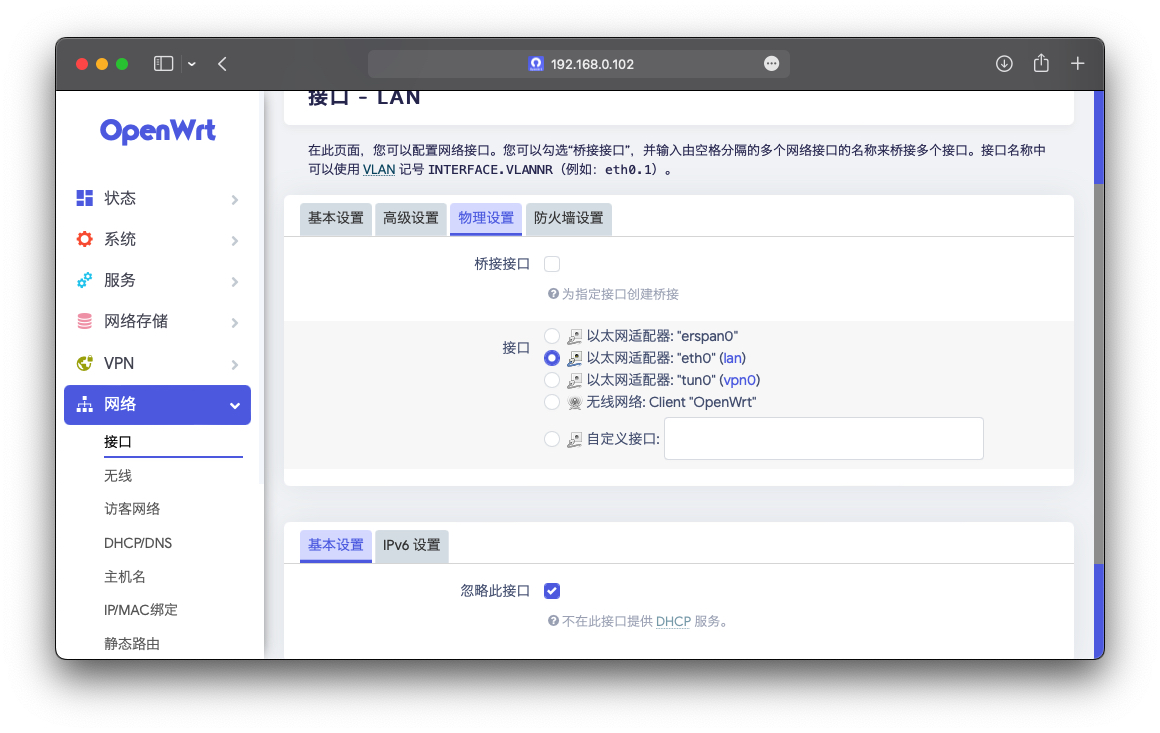 192.168.0.102
OpenWrt
状态
系统
服务
网络存储
VPN
网络
接口
无线
访客网络
DHCP/DNS
主机名
IP/MAC绑定
静态路由
接口 - LAN
在此页面，您可以配置网络接口。您可以勾选“桥接接口”，并输入由空格分隔的多个网络接口的名称来桥接多个接口。接口名称中
可以使用 VLAN 记号 INTERFACE.VLANNR（例如：eth0.1）。
基本设置 高级设置 物理设置 防火墙设置
桥接接口
为指定接口创建桥接
接口
以太网适配器: "erspan0"
以太网适配器: "eth0" (lan)
以太网适配器: "tun0" (vpn0)
无线网络: Client "OpenWrt"
自定义接口:
基本设置 IPv6 设置
忽略此接口
不在此接口提供 DHCP 服务。